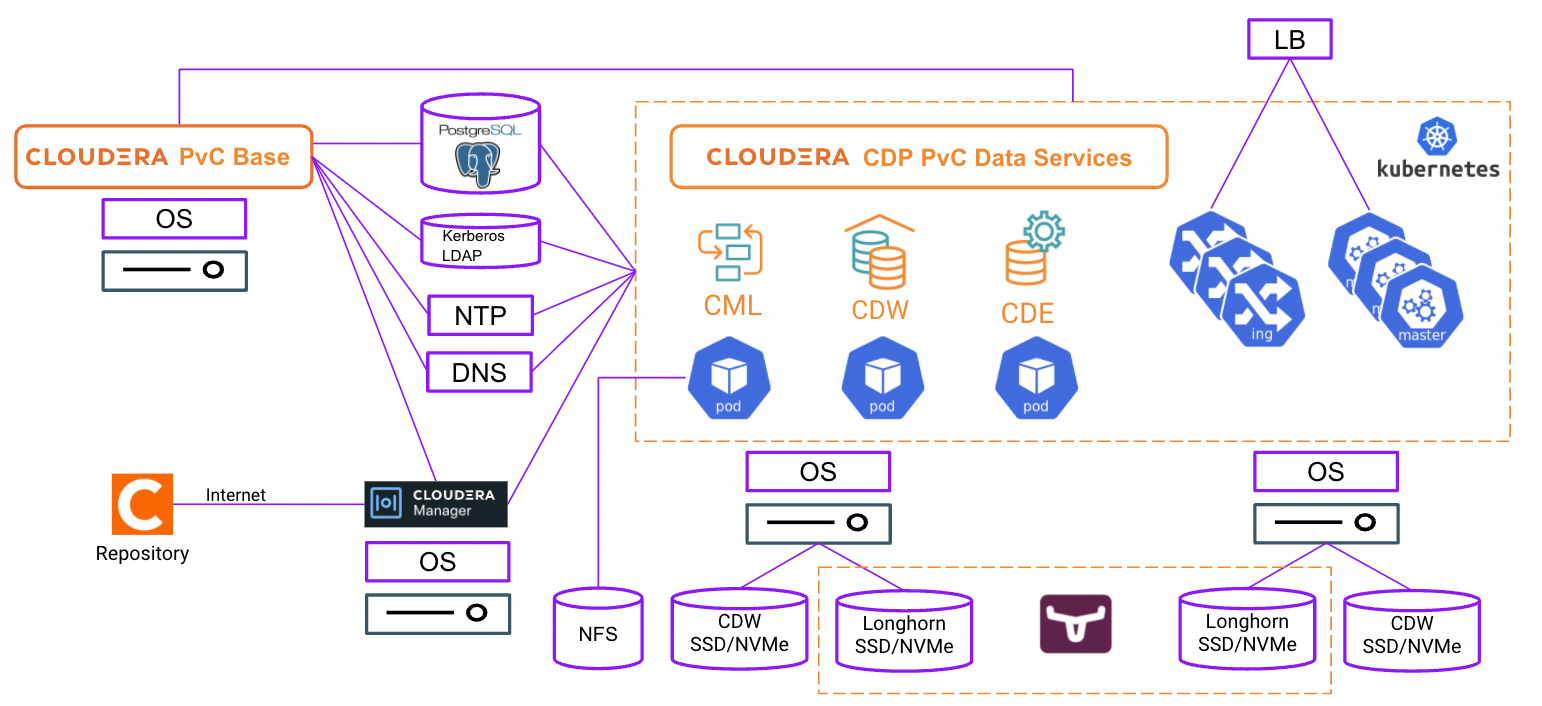 LB
CLOUDERA PvC Base
PostgreSQL
CLOUDERA CDP PvC Data Services
kubernetes
OS
Kerberos
LDAP
NTP
DNS
CML
CDW
CDE
ing
master
pod
pod
pod
Internet
CLOUDERA
Manager
Repository
OS
OS
OS
NFS
CDW
SSD/NVMe
Longhorn
SSD/NVMe
Longhorn
SSD/NVMe
CDW
SSD/NVMe